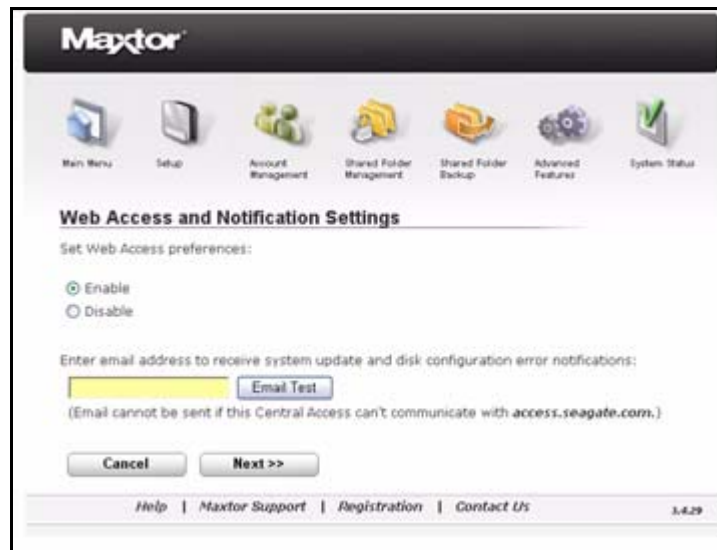 Maxtor
Main Menu
Setup
Account Management
Shared Folder Management
Shared Folder Backup
Advanced Features
System Status
Web Access and Notification Settings
Set Web Access preferences:
Enable
Disable
Enter email address to receive system update and disk configuration error notifications:
Email Test
(Email cannot be sent if this Central Access can't communicate with access.seagate.com.)
Cancel Next >>
Help | Maxtor Support | Registration | Contact Us 3.4.29